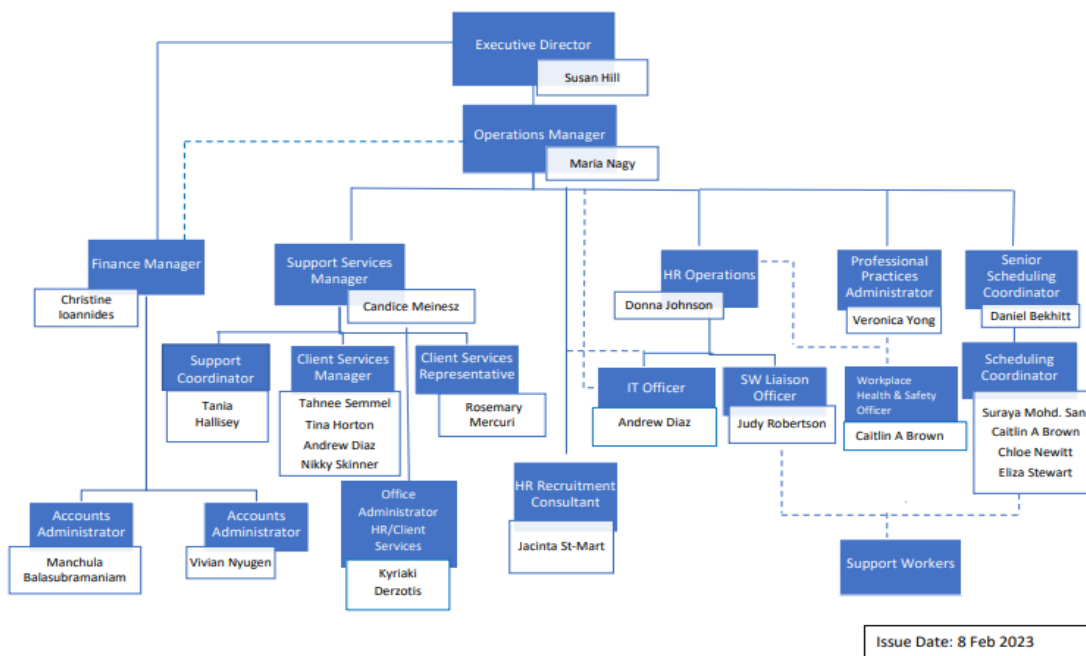 Executive Director
Susan Hill
Operations Manager
Maria Nagy
Finance Manager
Christine
Ioannides
Support Services
Manager
Candice Meinesz
HR Operations
Donna Johnson
Professional
Practices
Administrator
Veronica Yong
Senior
Scheduling
Coordinator
Daniel Bekhitt
Support
Coordinator
Tania
Hallisey
Client Services
Manager
Tahnee Semmel
Tina Horton
Andrew Diaz
Nikky Skinner
Client Services
Representative
Rosemary
Mercuri
IT Officer
Andrew Diaz
SW Liaison
Officer
Judy Robertson
Workplace
Health & Safety
Officer
Caitlin A Brown
Scheduling
Coordinator
Suraya Mohd. San
Caitlin A Brown
Chloe Newitt
Eliza Stewart
Accounts
Administrator
Manchula
Balasubramaniam
Accounts
Administrator
Vivian Nyugen
Office
Administrator
HR/Client
Services
Kyriaki
Derzotis
HR Recruitment
Consultant
Jacinta St-Mart
Support Workers
Issue Date: 8 Feb 2023